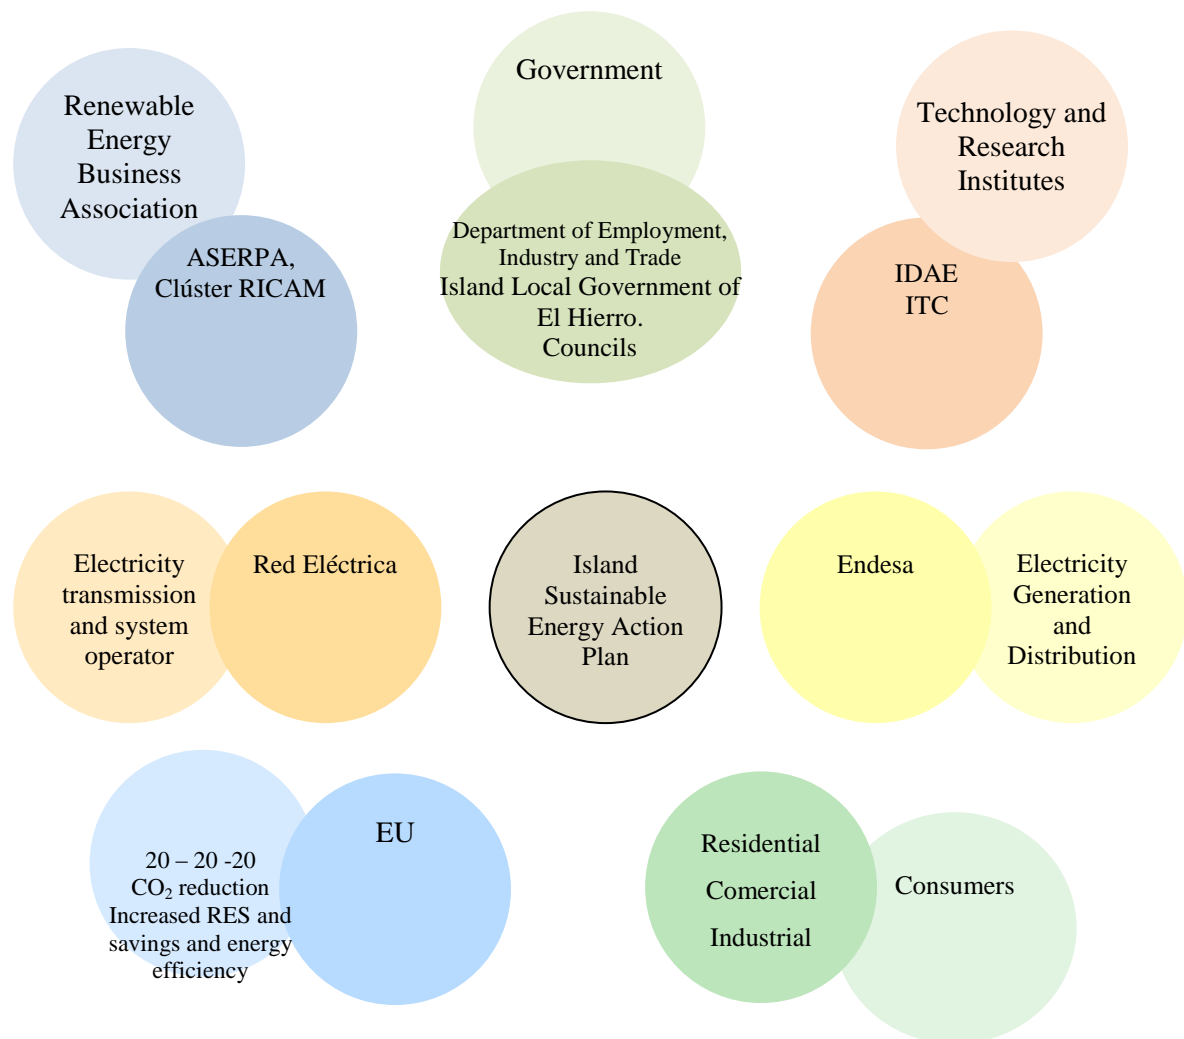 Renewable
Energy
Business
Association
ASERPA,
Clúster RICAM
Government
Department of Employment,
Industry and Trade
Island Local Government of
El Hierro.
Councils
Technology and
Research
Institutes
IDAE
ITC
Electricity
transmission
and system
operator
Red Eléctrica
Island
Sustainable
Energy Action
Plan
Endesa
Electricity
Generation
and
Distribution
20 – 20 -20
CO₂ reduction
Increased RES and
savings and energy
efficiency
EU
Residential
Comercial
Industrial
Consumers